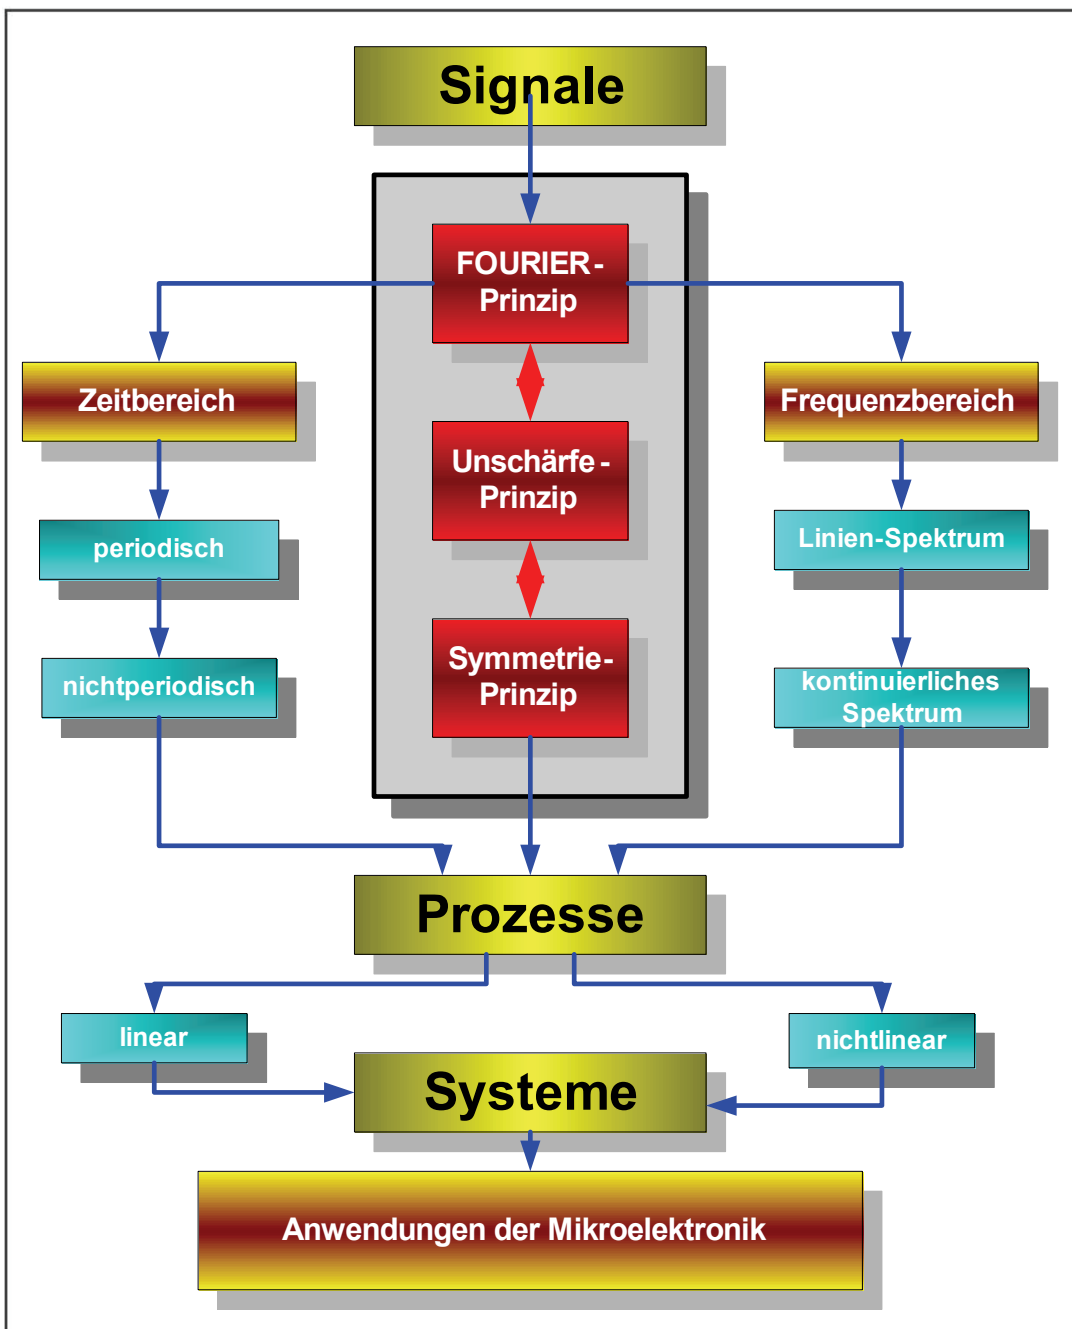 Signale
FOURIER-
Prinzip
Zeitbereich
Frequenzbereich
Unschärfe-
Prinzip
periodisch
Linien-Spektrum
Symmetrie-
Prinzip
nichtperiodisch
kontinuierliches
Spektrum
Prozesse
linear
nichtlinear
Systeme
Anwendungen der Mikroelektronik